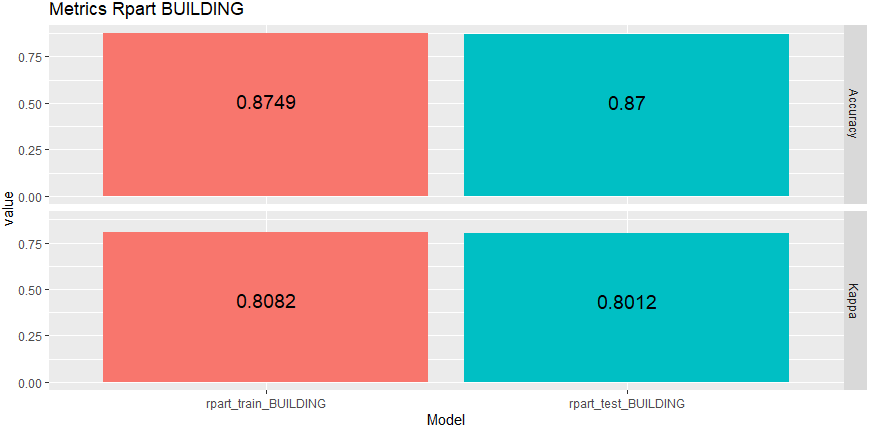 Metrics Rpart BUILDING
value
0.75
0.50
0.25
0.00
0.8749
0.87
Accuracy
0.75
0.50
0.25
0.00
0.8082
0.8012
Kappa
rpart_train_BUILDING
rpart_test_BUILDING
Model